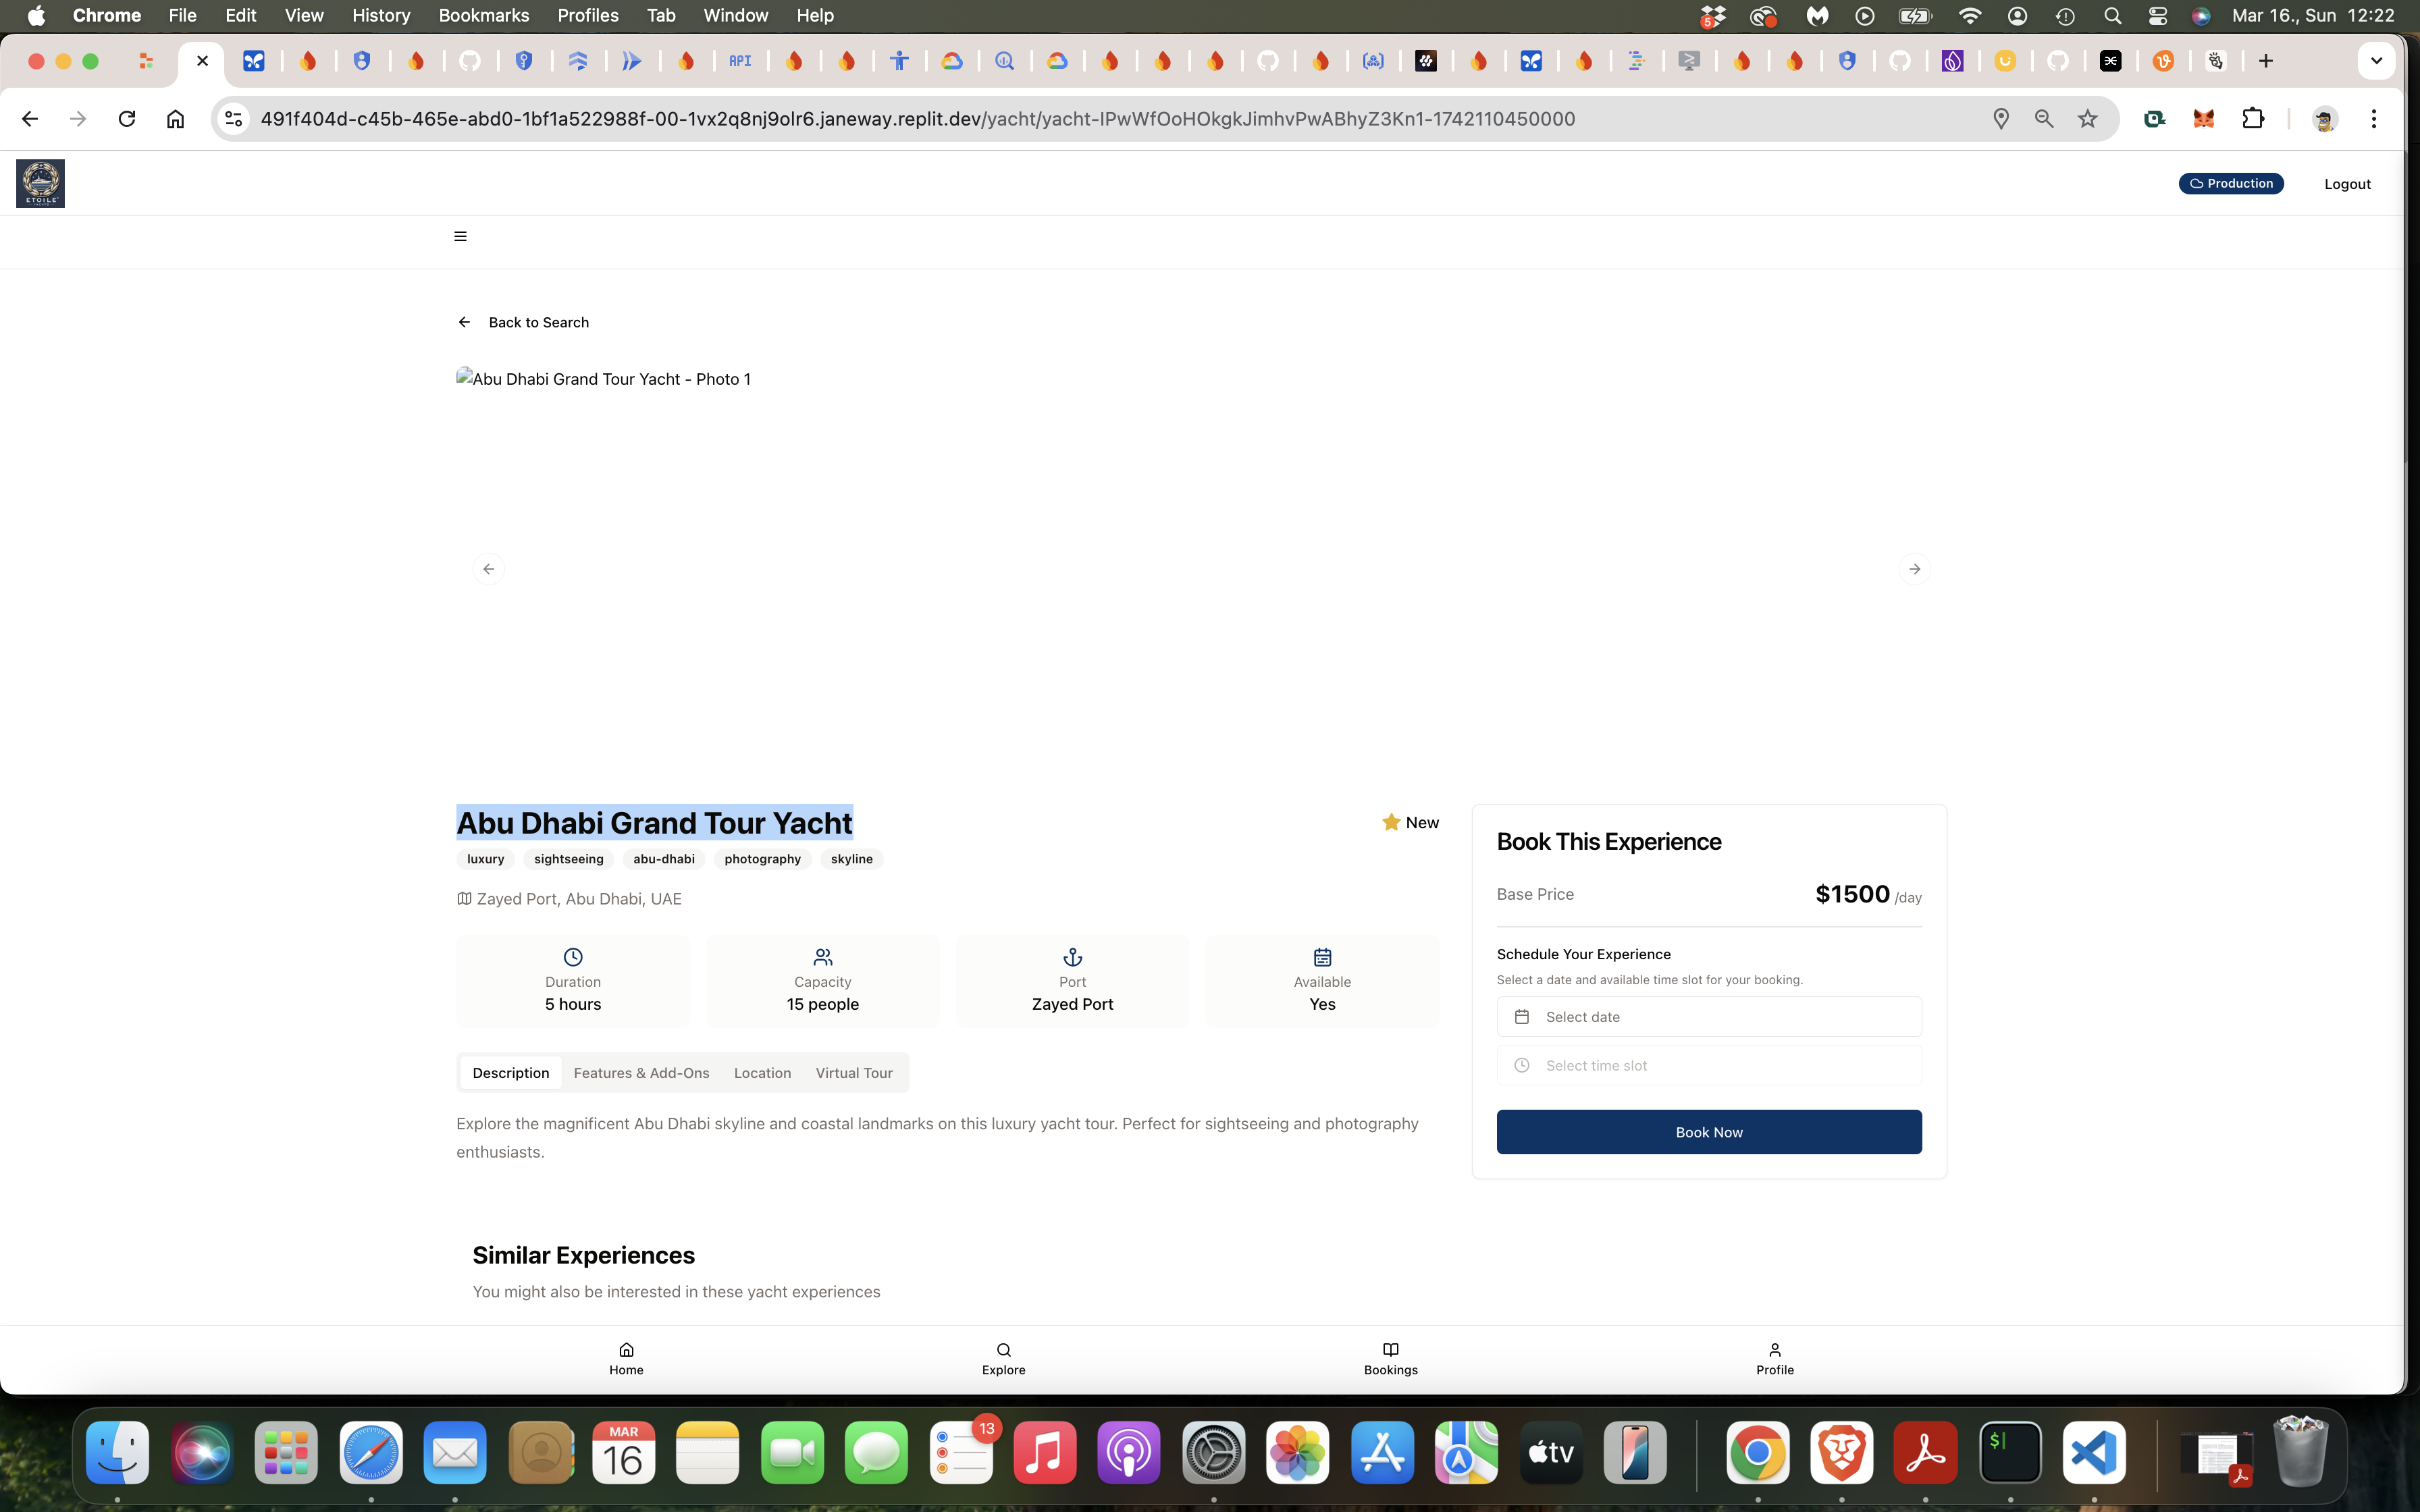 Chrome File Edit View History Bookmarks Profiles Tab Window Help 5 Mar 16., Sun 12:22
API
491f404d-c45b-465e-abd0-1bf1a522988f-00-1vx2q8nj9olr6.janeway.replit.dev/yacht/yacht-IPwWfOoHOkgkJimhvPwABhyZ3Kn1-1742110450000
ETOILE
YACHTS
Production
Logout
Back to Search
Abu Dhabi Grand Tour Yacht - Photo 1
Abu Dhabi Grand Tour Yacht
New
luxury sightseeing abu-dhabi photography skyline
Zayed Port, Abu Dhabi, UAE
Duration
5 hours
Capacity
15 people
Port
Zayed Port
Available
Yes
Description Features & Add-Ons Location Virtual Tour
Explore the magnificent Abu Dhabi skyline and coastal landmarks on this luxury yacht tour. Perfect for sightseeing and photography
enthusiasts.
Book This Experience
Base Price $1500 /day
Schedule Your Experience
Select a date and available time slot for your booking.
Select date
Select time slot
Book Now
Similar Experiences
You might also be interested in these yacht experiences
Home Explore Bookings Profile
MAR
16
13
tv
$